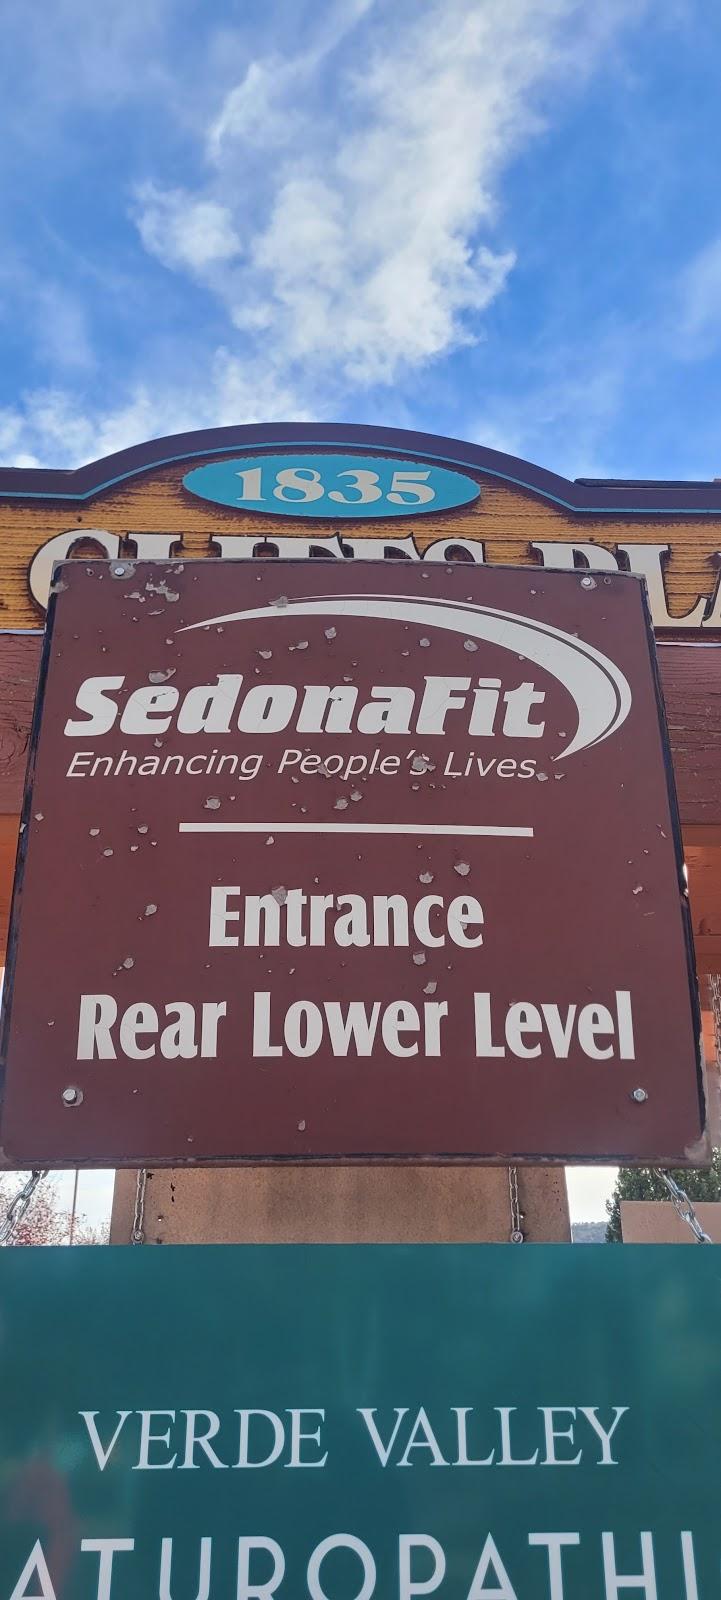 1835
SedonaFit
Enhancing People's Lives
Entrance
Rear Lower Level
VERDE VALLEY